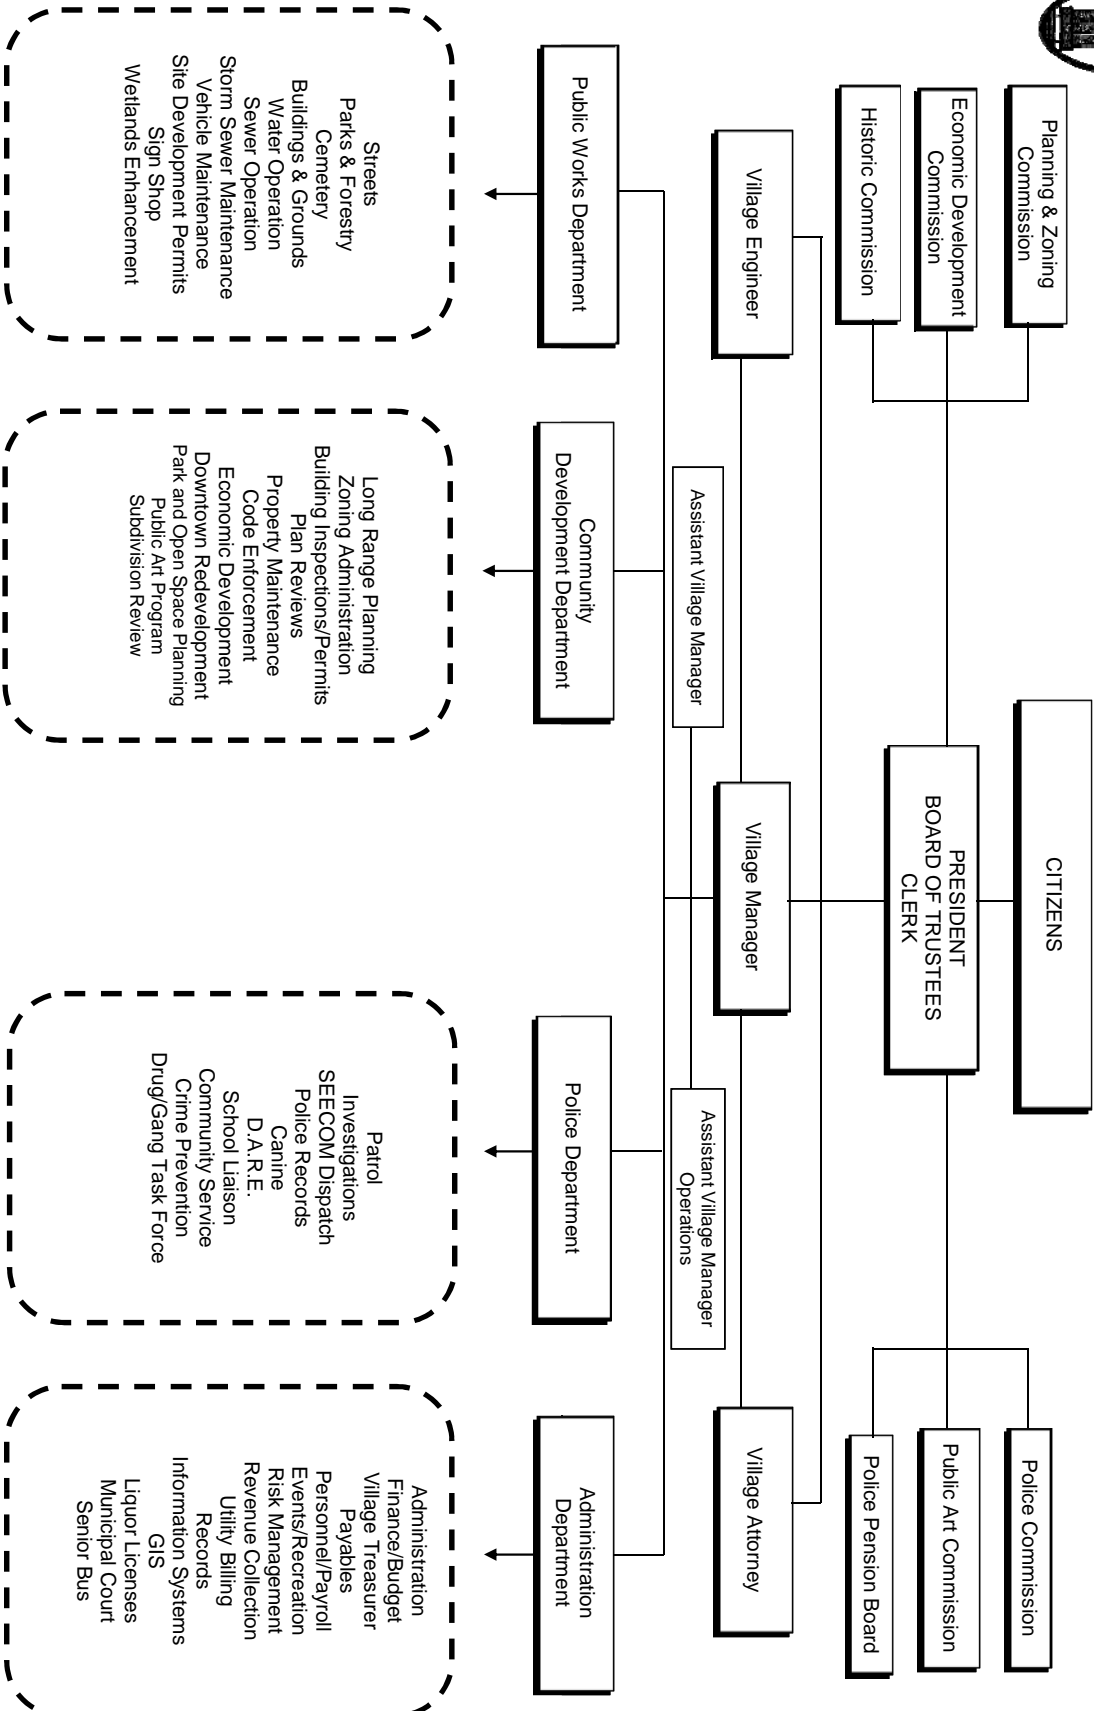 CITIZENS
PRESIDENT
BOARD OF TRUSTEES
CLERK
Planning & Zoning
Commission
Economic Development
Commission
Historic Commission
Police Commission
Public Art Commission
Police Pension Board
Village Engineer
Village Manager
Village Attorney
Assistant Village Manager
Assistant Village Manager
Operations
Public Works Department
Community
Development Department
Police Department
Administration
Department
Streets
Parks & Forestry
Cemetery
Buildings & Grounds
Water Operation
Sewer Operation
Storm Sewer Maintenance
Vehicle Maintenance
Site Development Permits
Sign Shop
Wetlands Enhancement
Long Range Planning
Zoning Administration
Building Inspections/Permits
Plan Reviews
Property Maintenance
Code Enforcement
Economic Development
Downtown Redevelopment
Park and Open Space Planning
Public Art Program
Subdivision Review
Patrol
Investigations
SEECOM Dispatch
Police Records
Canine
D.A.R.E.
School Liaison
Community Service
Crime Prevention
Drug/Gang Task Force
Administration
Finance/Budget
Village Treasurer
Payables
Personnel/Payroll
Events/Recreation
Risk Management
Revenue Collection
Utility Billing
Records
Information Systems
GIS
Liquor Licenses
Municipal Court
Senior Bus